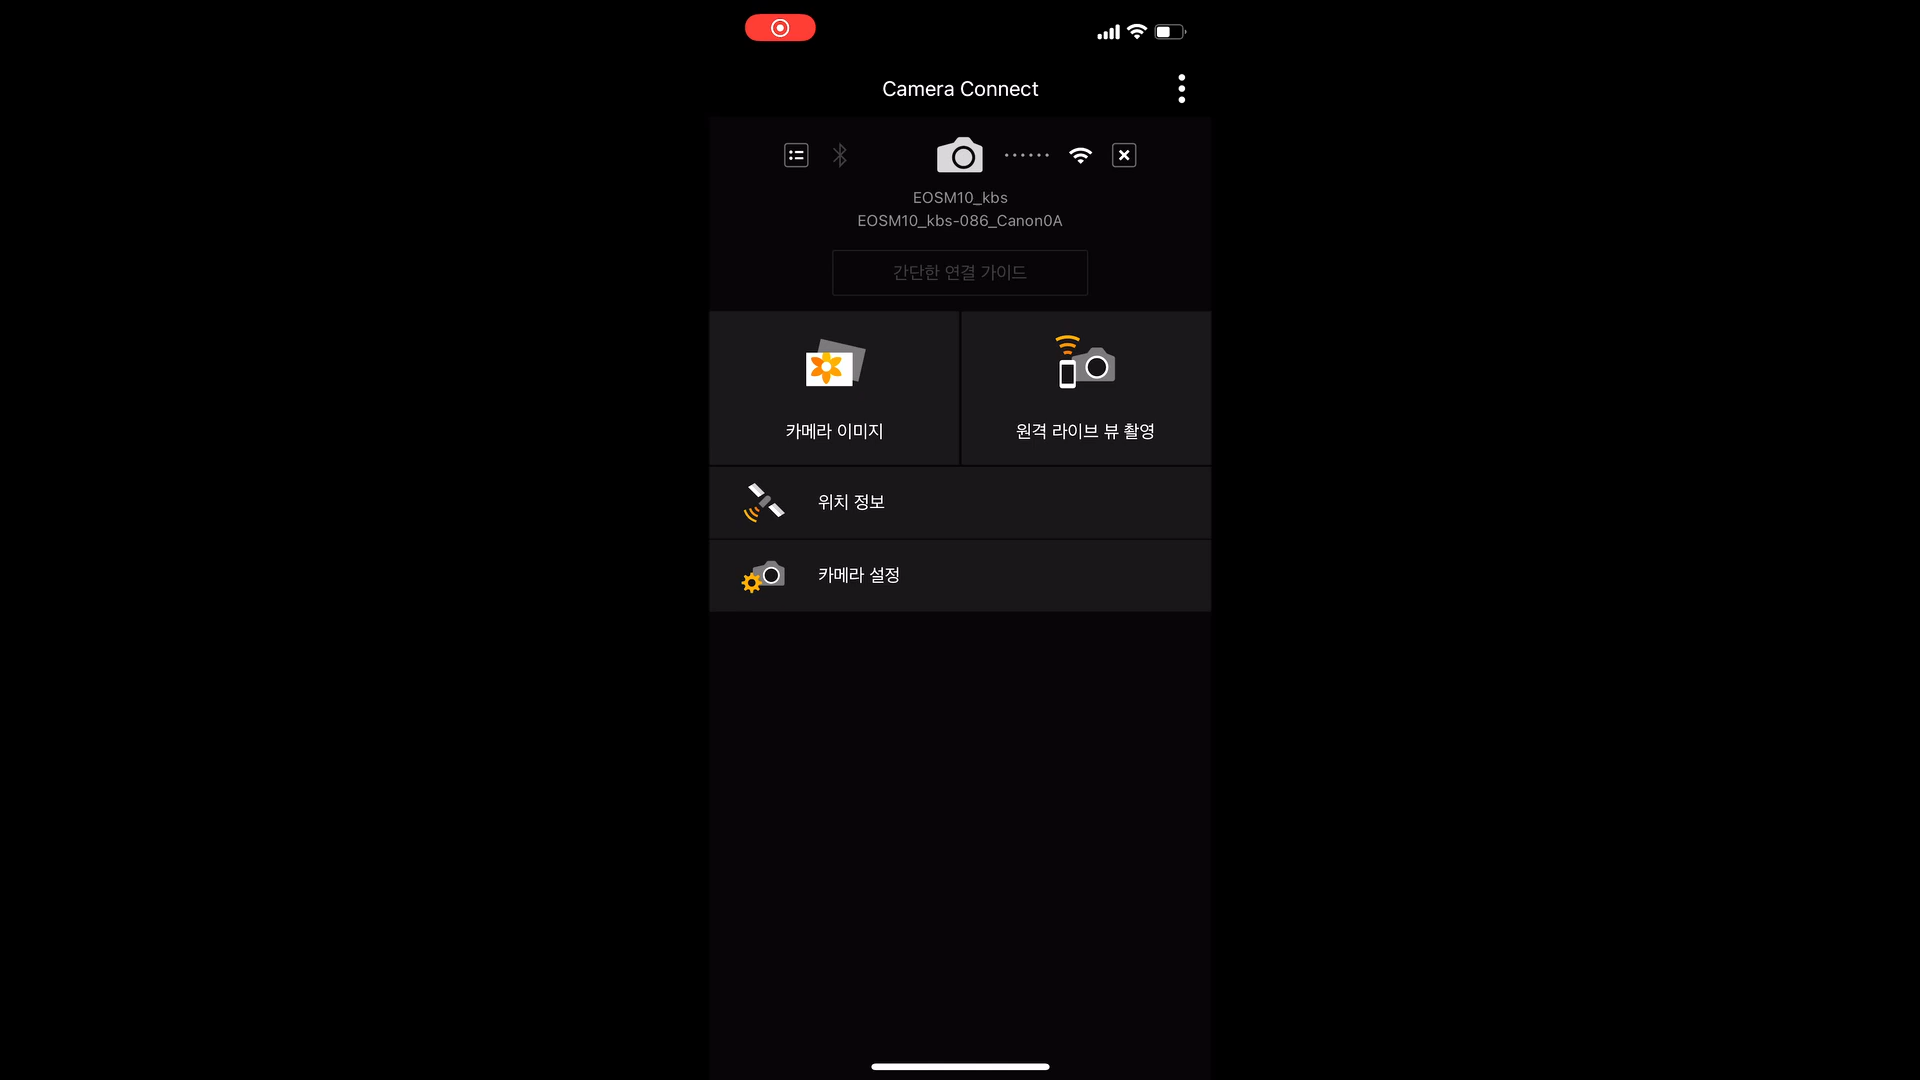 Camera Connect
EOSM10_kbs
EOSM10_kbs-086_Canon0A
간단한 연결 가이드
카메라 이미지
원격 라이브 뷰 촬영
위치 정보
카메라 설정